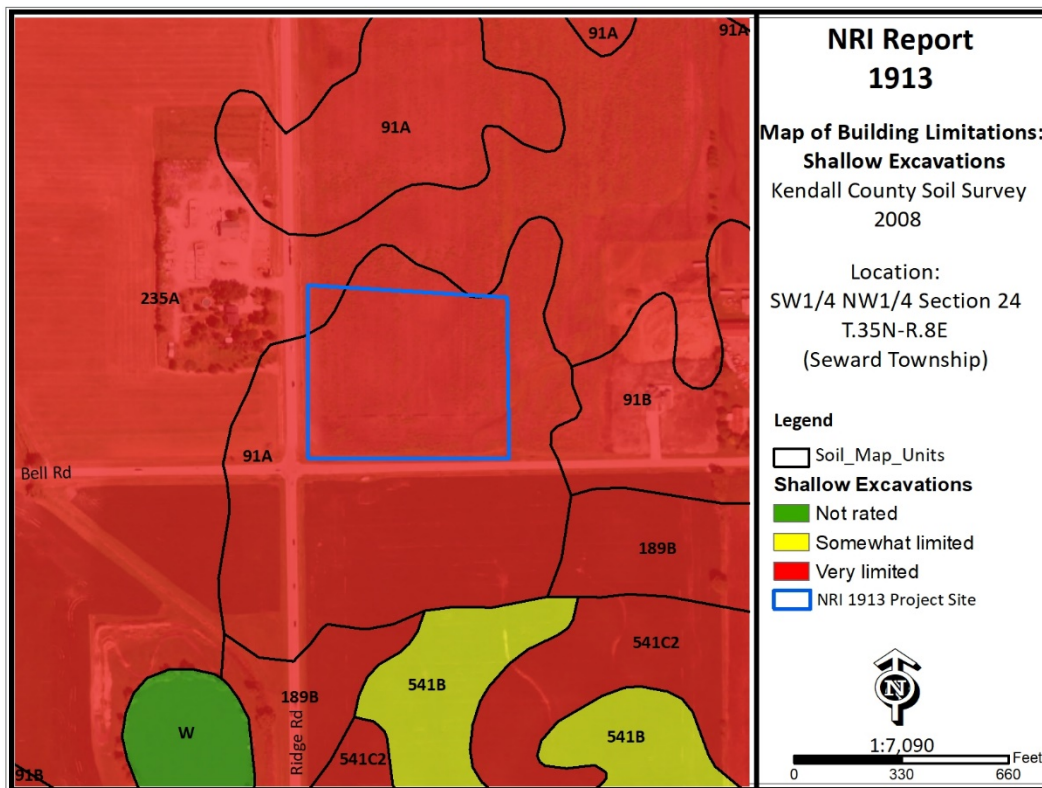 91A
91A
91A
235A
91A
91B
Bell Rd
189B
541C2
189B
541B
W
541B
Ridge Rd
541C2
91B
NRI Report
1913
Map of Building Limitations:
Shallow Excavations
Kendall County Soil Survey
2008
Location:
SW1/4 NW1/4 Section 24
T.35N-R.8E
(Seward Township)
Legend
Soil_Map_Units
Shallow Excavations
Not rated
Somewhat limited
Very limited
NRI 1913 Project Site
N
1:7,090
Feet
0 330 660